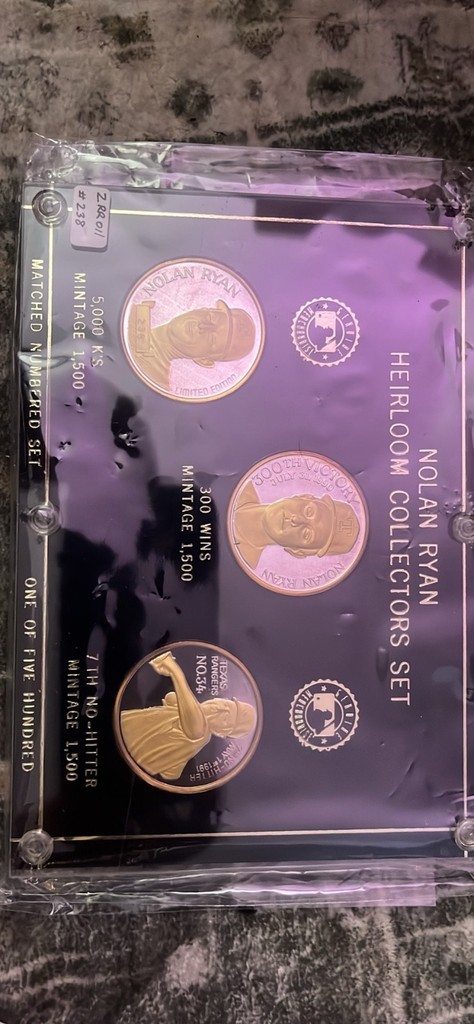 NOLAN RYAN
HEIRLOOM COLLECTORS SET
GENUINE
NOLAN RYAN
LIMITED EDITION
5,000 K'S
MINTAGE 1,500
300TH VICTORY
NOLAN RYAN
300 WINS
MINTAGE 1,500
GENUINE
TEXAS
RANGERS
NO.34
NO-HITTER
7TH NO-HITTER
MINTAGE 1,500
MATCHED NUMBERED SET
ONE OF FIVE HUNDRED
#238